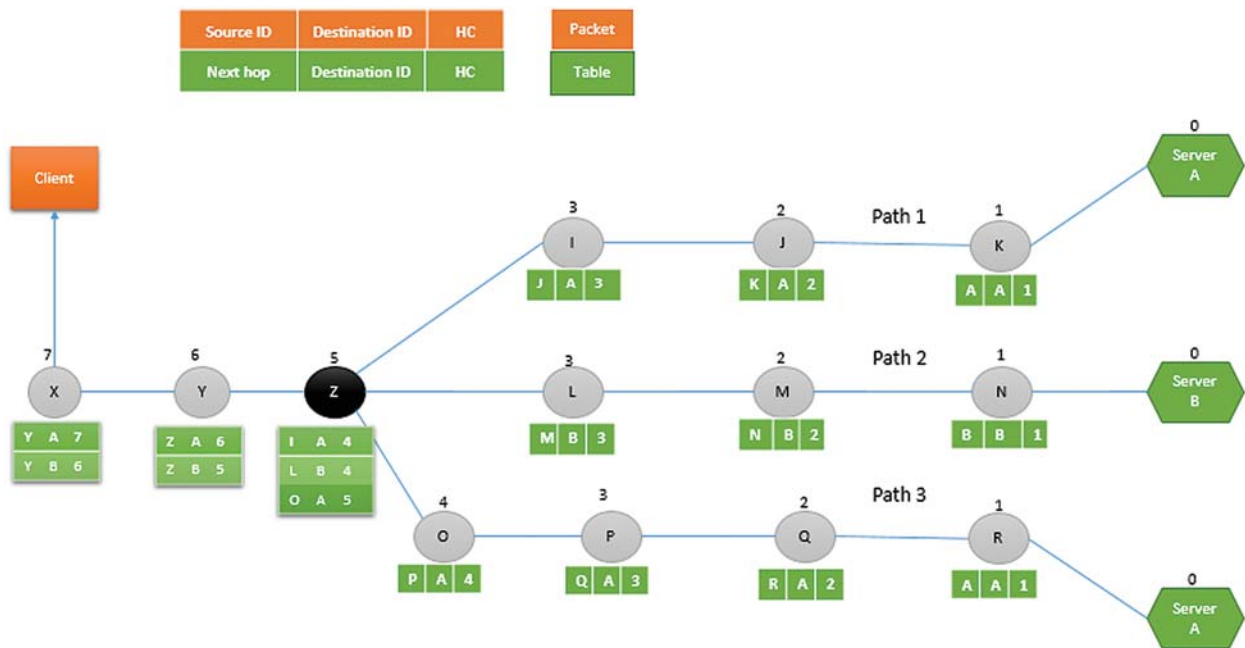 Source ID Destination ID HC Packet
Next hop Destination ID HC Table
0
Server
A
Client
3 2 Path 1 1
I J K
J A 3 K A 2 A A 1
7 6 5 3 2 Path 2 1 0
X Y Z L M N Server
B
Y A 7 Z A 6 I A 4 M B 3 N B 2 B B 1
Y B 6 Z B 5 L B 4
O A 5
4 3 2 Path 3 1
O P Q R
P A 4 Q A 3 R A 2 A A 1
0
Server
A